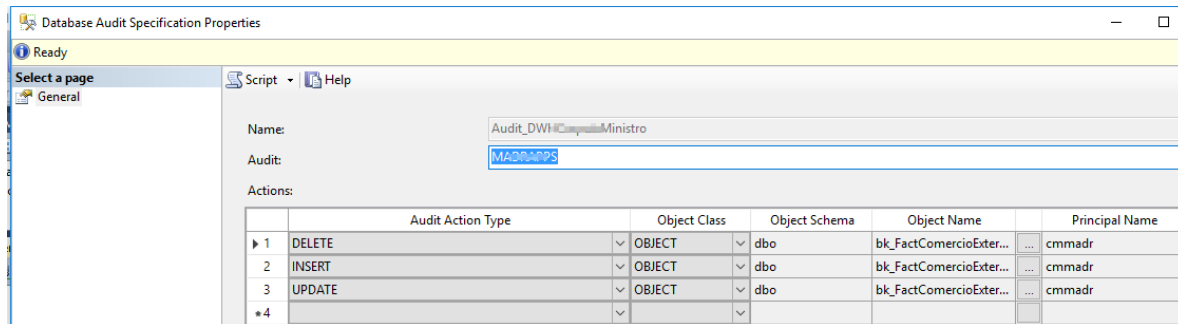 Database Audit Specification Properties
Ready
Select a page
General
Script Help
Name: Audit_DWH Ministro
Audit:
Actions:
Audit Action Type Object Class Object Schema Object Name Principal Name
1 DELETE OBJECT dbo bk_FactComercioExter... ... cmmadr
2 INSERT OBJECT dbo bk_FactComercioExter... ... cmmadr
3 UPDATE OBJECT dbo bk_FactComercioExter... ... cmmadr
*4